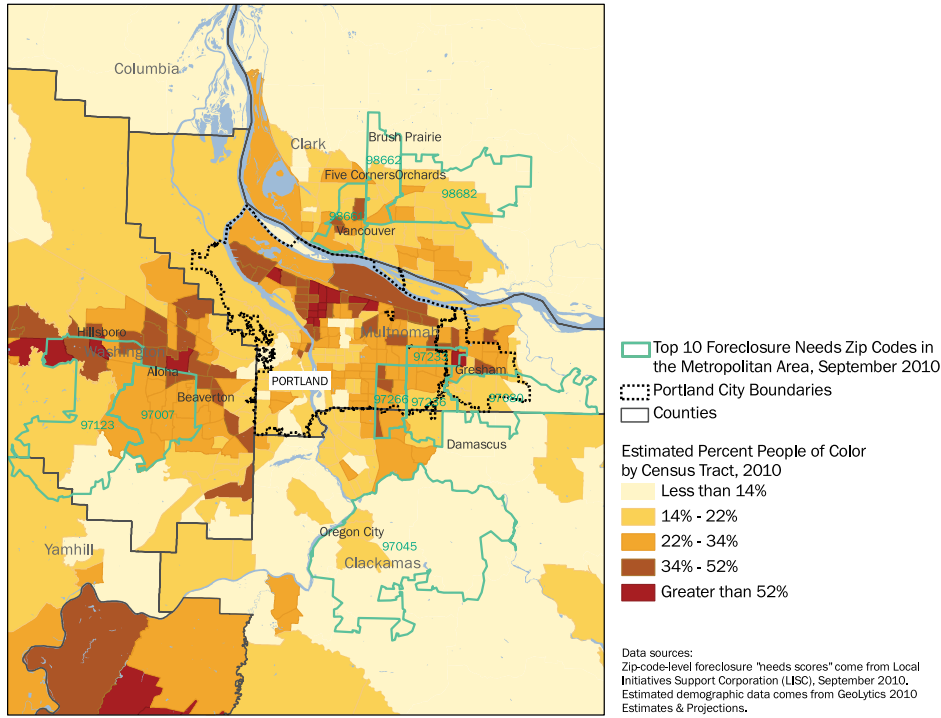 Columbia
Clark
Brush Prairie
98662
Five Corners
Orchards
98682
Vancouver
Multnomah
Hillsboro
Washington
Aloha
Gresham
PORTLAND
Beaverton
97007
97266
97236
97080
97123
Damascus
Oregon City
97045
Clackamas
Yamhill
Top 10 Foreclosure Needs Zip Codes in
the Metropolitan Area, September 2010
Portland City Boundaries
Counties
Estimated Percent People of Color
by Census Tract, 2010
Less than 14%
14% - 22%
22% - 34%
34% - 52%
Greater than 52%
Data sources:
Zip-code-level foreclosure "needs scores" come from Local
Initiatives Support Corporation (LISC), September 2010.
Estimated demographic data comes from GeoLytics 2010
Estimates & Projections.